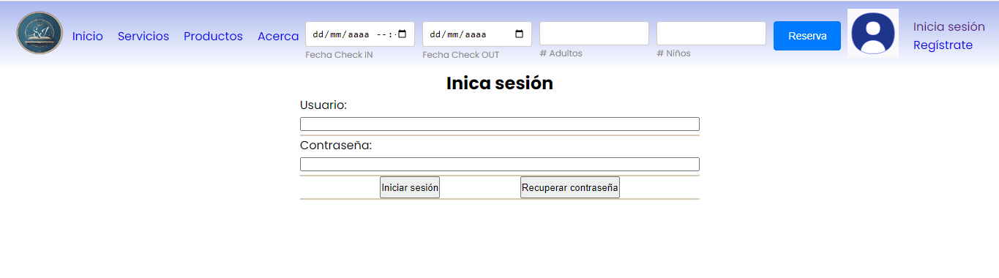 SJ
Inicio Servicios Productos Acerca
dd/mm/aaaa --:-
Fecha Check IN
dd/mm/aaaa
Fecha Check OUT
# Adultos
# Niños
Reserva
Inicia sesión
Regístrate
Inica sesión
Usuario:
Contraseña:
Iniciar sesión Recuperar contraseña